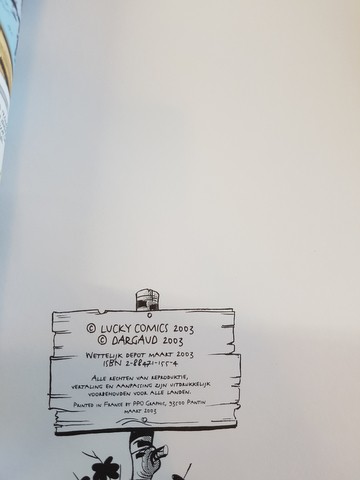 © LUCKY COMICS 2003
© DARGAUD 2003
WETTELIJK DEPOT MAART 2003
ISBN 2-88471-155-4
ALLE RECHTEN VAN REPRODUKTIE,
VERTALING EN AANPASSING ZIJN UITDRUKKELIJK
VOORBEHOUDEN VOOR ALLE LANDEN.
PRINTED IN FRANCE BY PPO GRAPHIC, 93500 PANTIN
MAART 2003